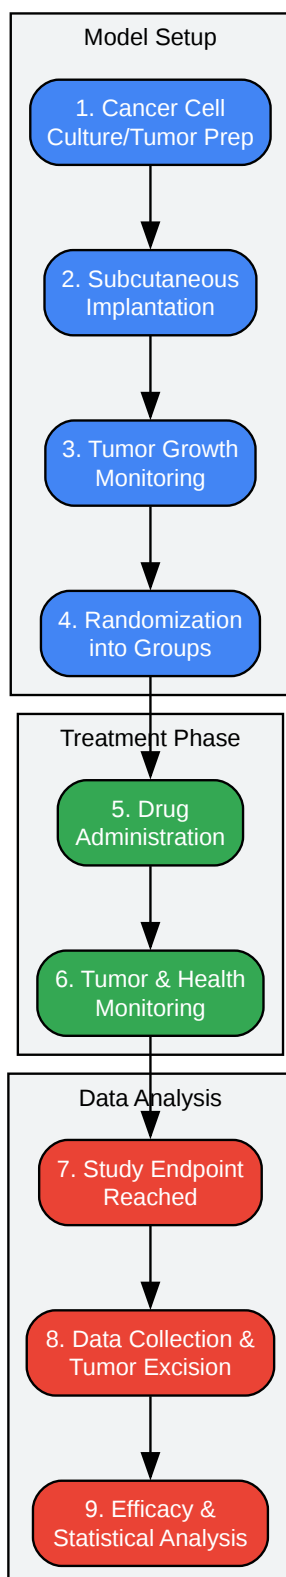 Model Setup
1. Cancer Cell
Culture/Tumor Prep
2. Subcutaneous
Implantation
3. Tumor Growth
Monitoring
4. Randomization
into Groups
Treatment Phase
5. Drug
Administration
6. Tumor & Health
Monitoring
Data Analysis
7. Study Endpoint
Reached
8. Data Collection &
Tumor Excision
9. Efficacy &
Statistical Analysis